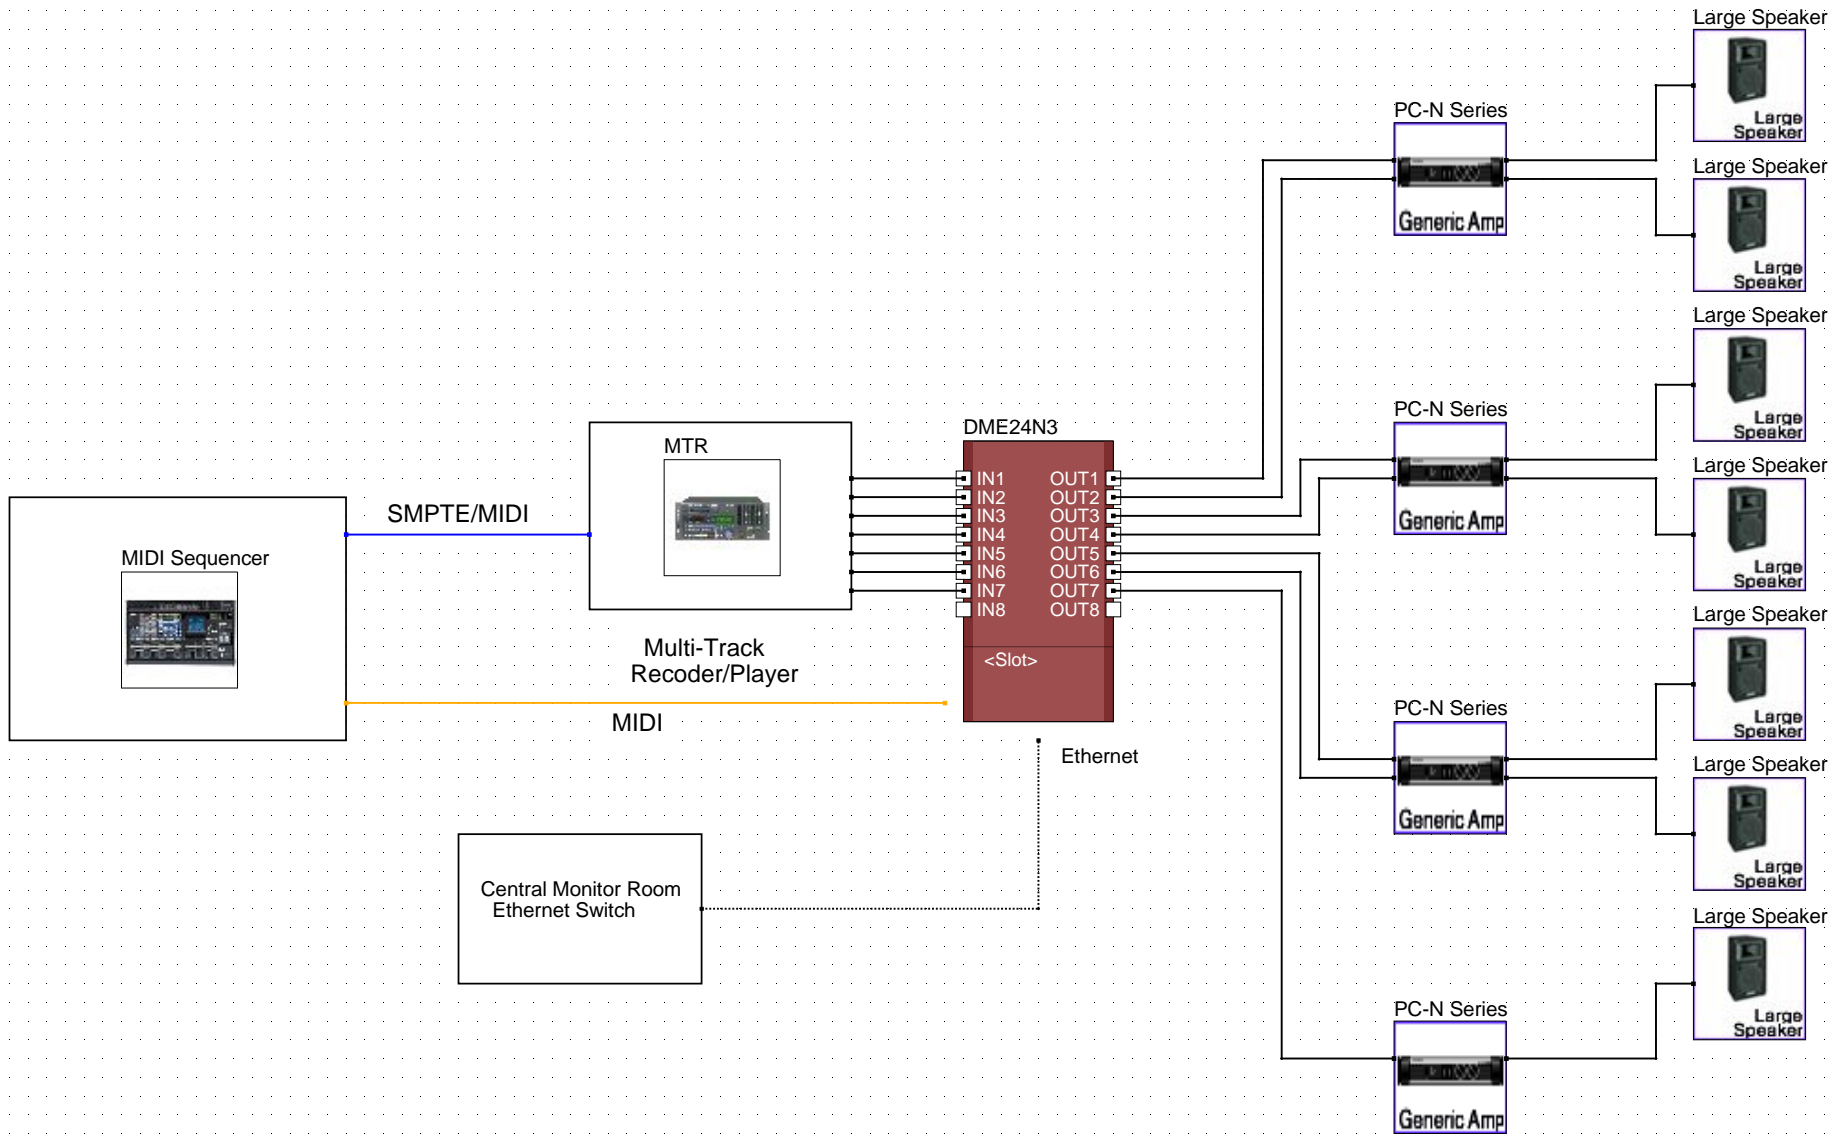 Large Speaker
Large
Speaker
PC-N Series
Generic Amp
Large Speaker
Large
Speaker
Large Speaker
Large
Speaker
PC-N Series
Generic Amp
Large Speaker
Large
Speaker
DME24N3
MTR
IN1 OUT1
IN2 OUT2
IN3 OUT3
IN4 OUT4
IN5 OUT5
IN6 OUT6
IN7 OUT7
IN8 OUT8
<Slot>
SMPTE/MIDI
MIDI Sequencer
Multi-Track
Recoder/Player
MIDI
Ethernet
Central Monitor Room
Ethernet Switch
Large Speaker
Large
Speaker
PC-N Series
Generic Amp
Large Speaker
Large
Speaker
Large Speaker
Large
Speaker
PC-N Series
Generic Amp